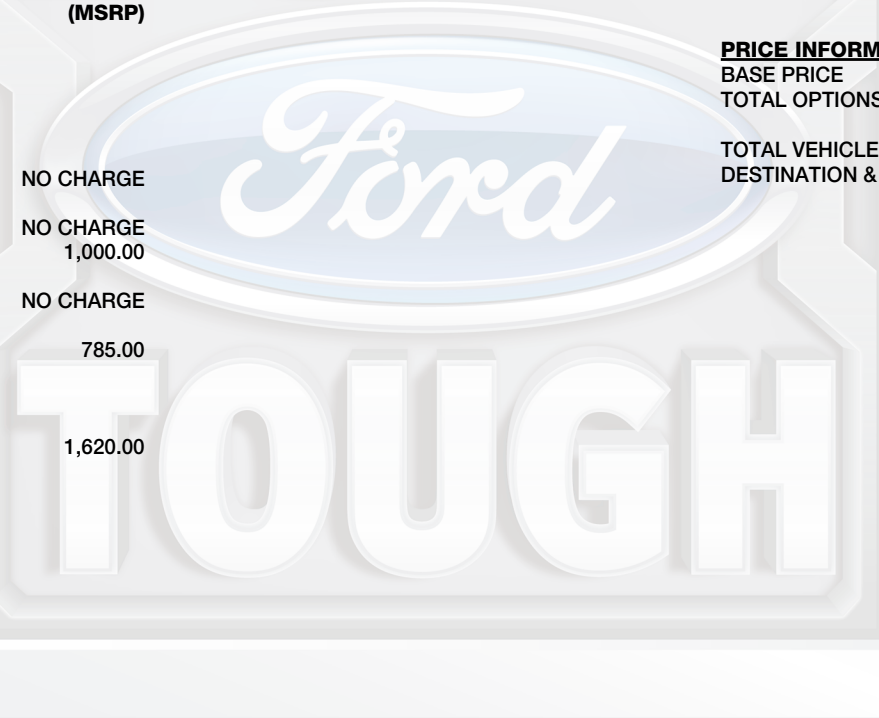 (MSRP)
NO CHARGE
NO CHARGE
1,000.00
NO CHARGE
785.00
1,620.00
PRICE INFORM
BASE PRICE
TOTAL OPTIONS
TOTAL VEHICLE
DESTINATION &
Ford
TOUGH